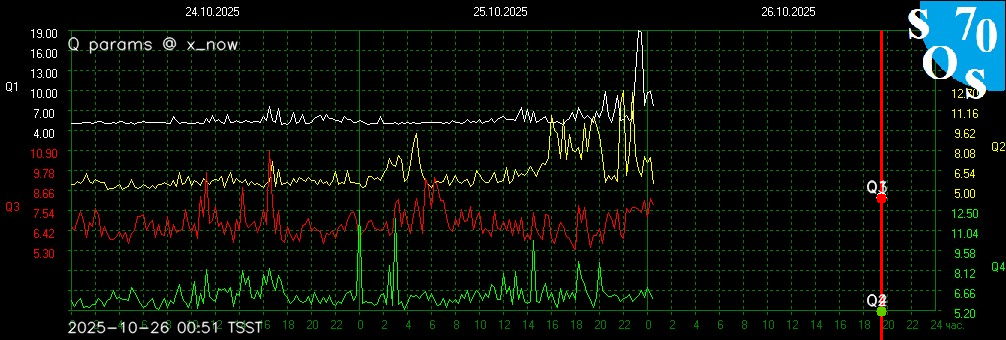 24.10.2025 25.10.2025 26.10.2025
Q params @ x_now
Q1
19.00
16.00
13.00
10.00
7.00
4.00
Q3
10.90
9.78
8.66
7.54
6.42
5.30
11.16
9.62
8.08
6.54
5.00
Q2
12.50
11.04
9.58
8.12
6.66
5.20
Q4
S 70
O
S
2025-10-26 00:51 TSST
16 18 20 22 0 2 4 6 8 10 12 14 16 18 20 22 0 2 4 6 8 10 12 14 16 18 20 22 24 час.